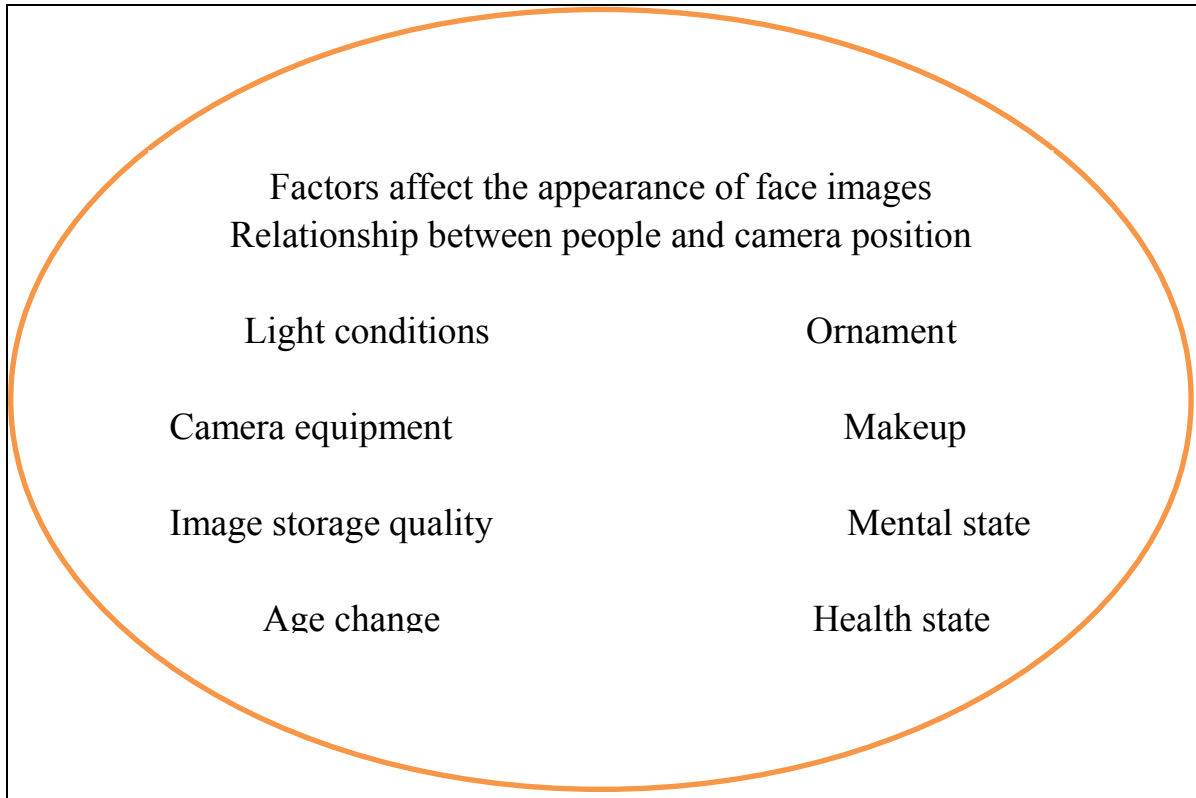 Factors affect the appearance of face images
Relationship between people and camera position
Light conditions Ornament
Camera equipment Makeup
Image storage quality Mental state
Age change Health state